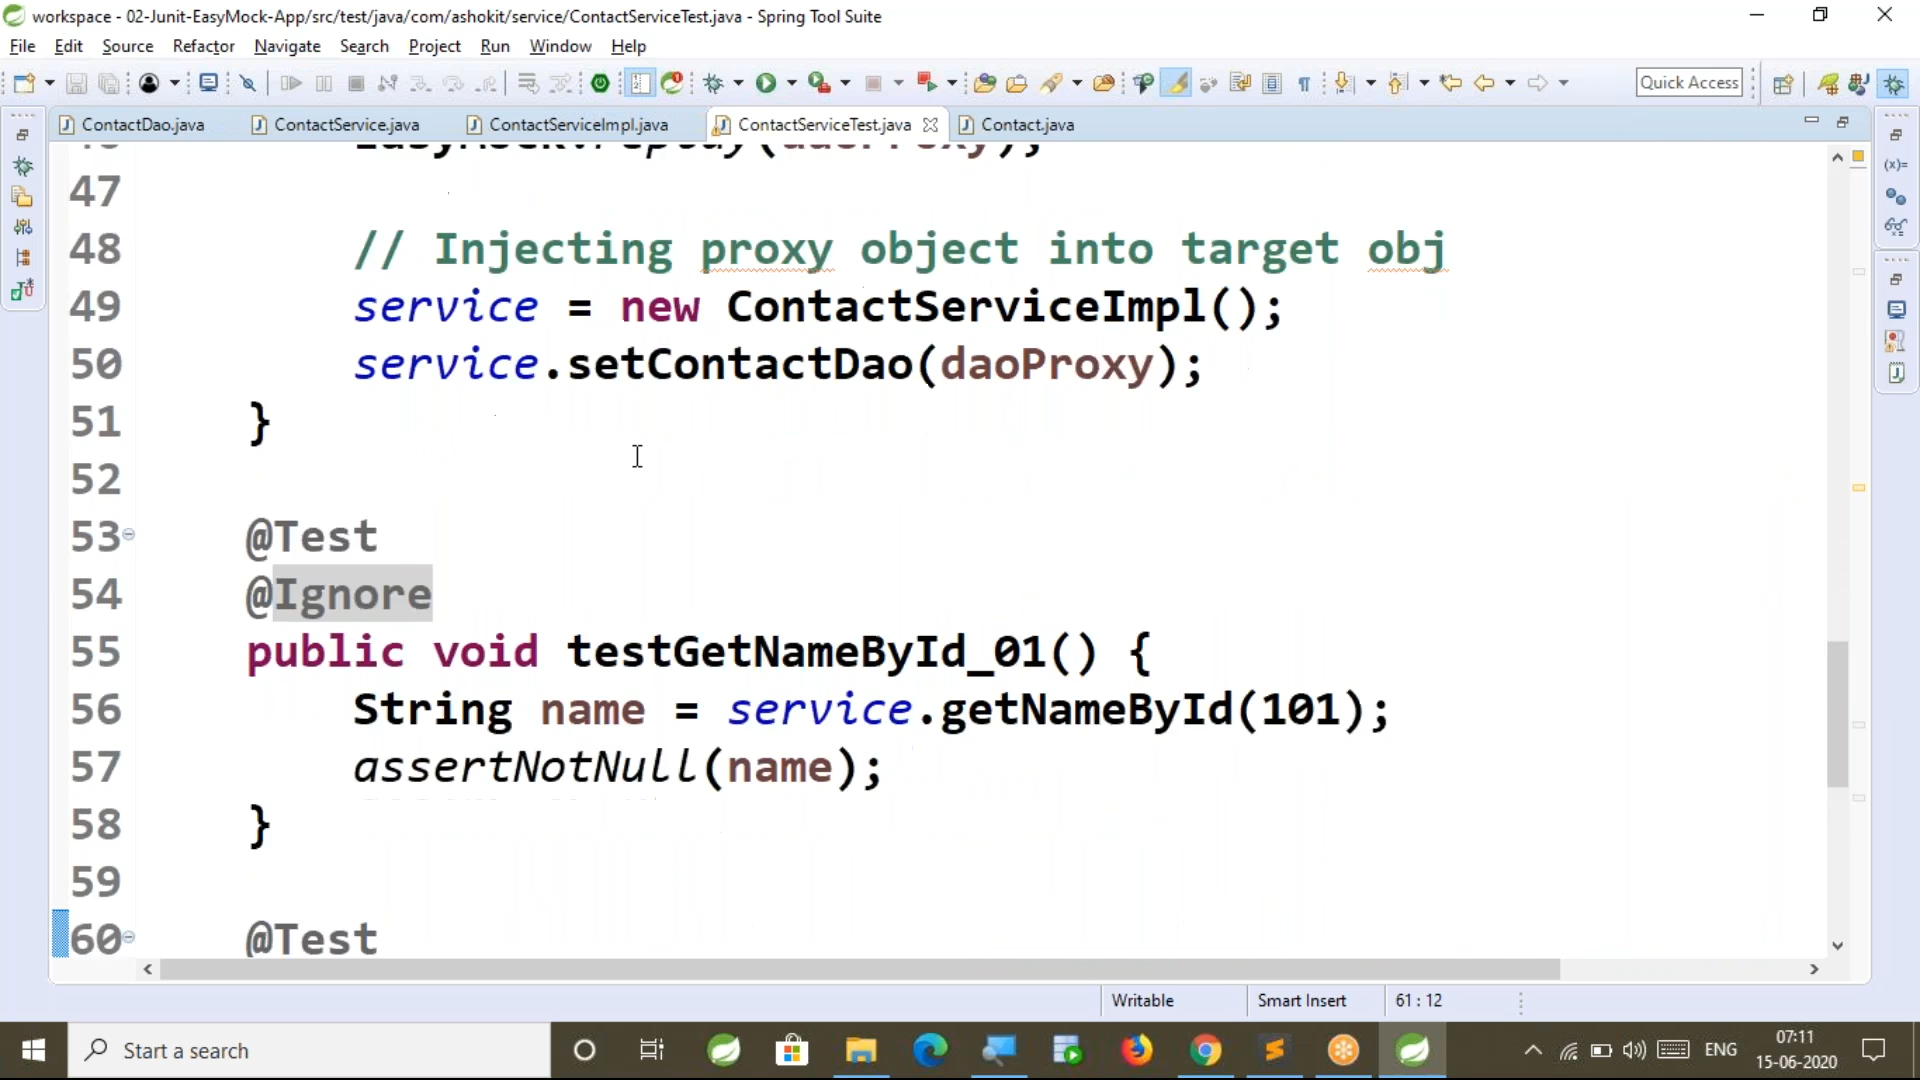 workspace - 02-Junit-EasyMock-App/src/test/java/com/ashokit/service/ContactServiceTest.java - Spring Tool Suite
File Edit Source Refactor Navigate Search Project Run Window Help
Quick Access
ContactDao.java ContactService.java ContactServiceImpl.java ContactServiceTest.java Contact.java
47
48 // Injecting proxy object into target obj
49 service = new ContactServiceImpl();
50 service.setContactDao(daoProxy);
51 }
52
53 @Test
54 @Ignore
55 public void testGetNameById_01() {
56 String name = service.getNameById(101);
57 assertNotNull(name);
58 }
59
60 @Test
Writable Smart Insert 61 : 12
Start a search
ENG
07:11
15-06-2020